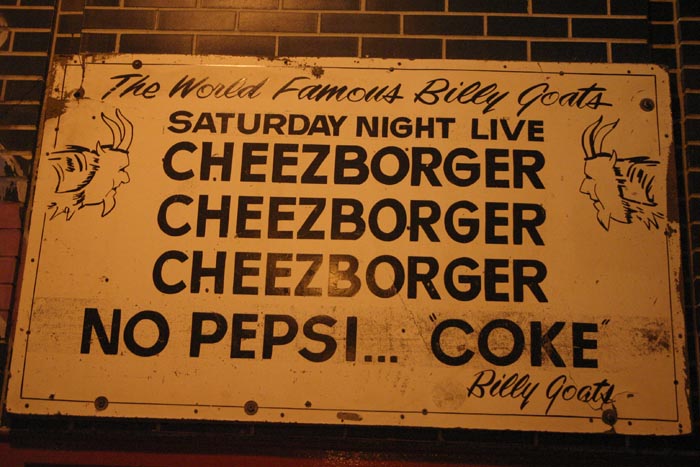 The World Famous Billy Goats
SATURDAY NIGHT LIVE
CHEEZBORGER
CHEEZBORGER
CHEEZBORGER
NO PEPSI... "COKE"
Billy Goats